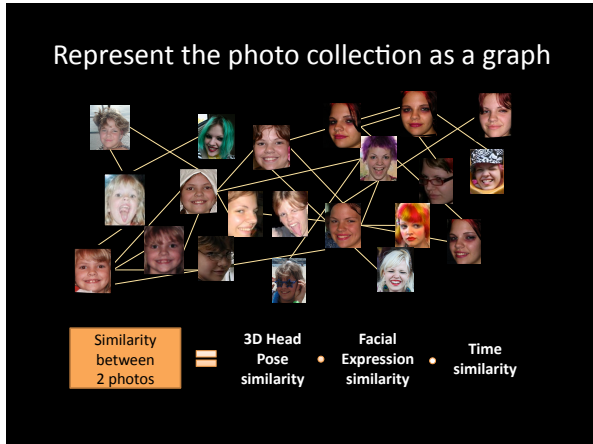 Represent the photo collection as a graph
Similarity
between
2 photos
=
3D Head
Pose
similarity
•
Facial
Expression
similarity
•
Time
similarity